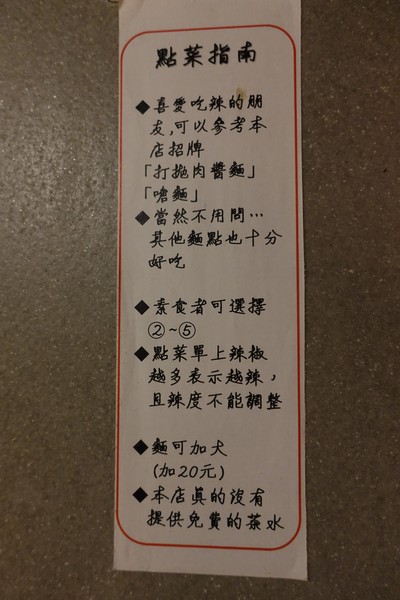 點菜指南
◆喜愛吃辣的朋
友,可以參考本
店招牌
「打拋肉醬麵」
「嗆麵」
◆當然不用問…
其他麵點也十分
好吃
◆素食者可選擇
②~⑤
◆點菜單上辣椒
越多表示越辣，
且辣度不能調整
◆麵可加大
(加20元)
◆本店真的沒有
提供免費的茶水